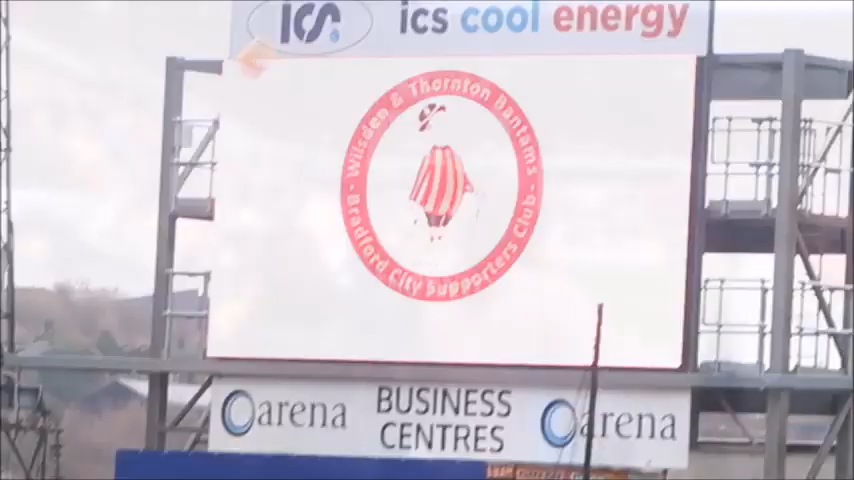 ics.
ics cool energy
· Wilsden & Thornton Bantams ·
Bradford City Supporters Club
arena
BUSINESS
CENTRES
arena